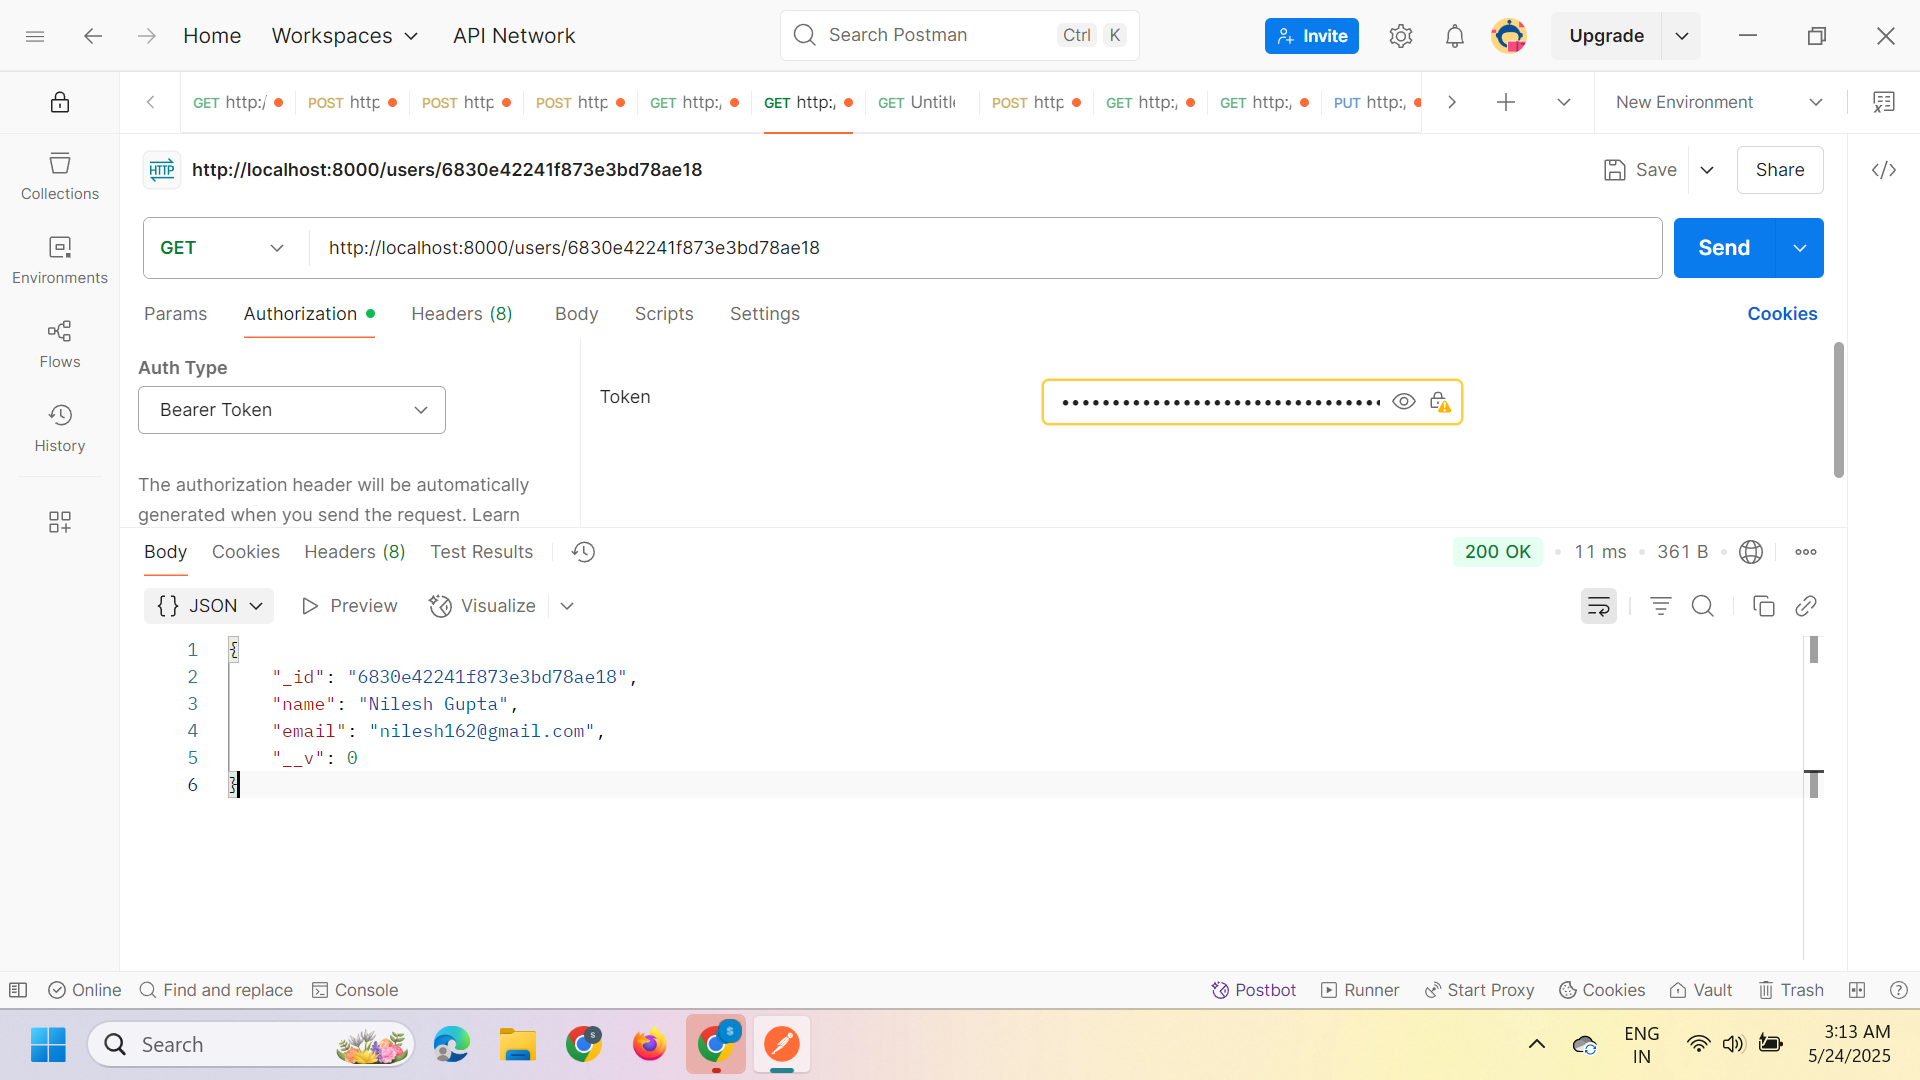 Home Workspaces API Network Search Postman Ctrl K Invite Upgrade
GET http:/ POST http POST http POST http GET http:/ GET http:/ GET Untitle POST http GET http:/ GET http:/ PUT http:/ New Environment
HTTP http://localhost:8000/users/6830e42241f873e3bd78ae18 Save Share
GET http://localhost:8000/users/6830e42241f873e3bd78ae18 Send
Params Authorization Headers (8) Body Scripts Settings Cookies
Auth Type
Bearer Token
Token
The authorization header will be automatically
generated when you send the request. Learn
Body Cookies Headers (8) Test Results 200 OK • 11 ms • 361 B
{} JSON Preview Visualize
1 {
2 "_id": "6830e42241f873e3bd78ae18",
3 "name": "Nilesh Gupta",
4 "email": "nilesh162@gmail.com",
5 "__v": 0
6 }
Collections
Environments
Flows
History
Online Find and replace Console Postbot Runner Start Proxy Cookies Vault Trash
Search ENG IN 3:13 AM
5/24/2025